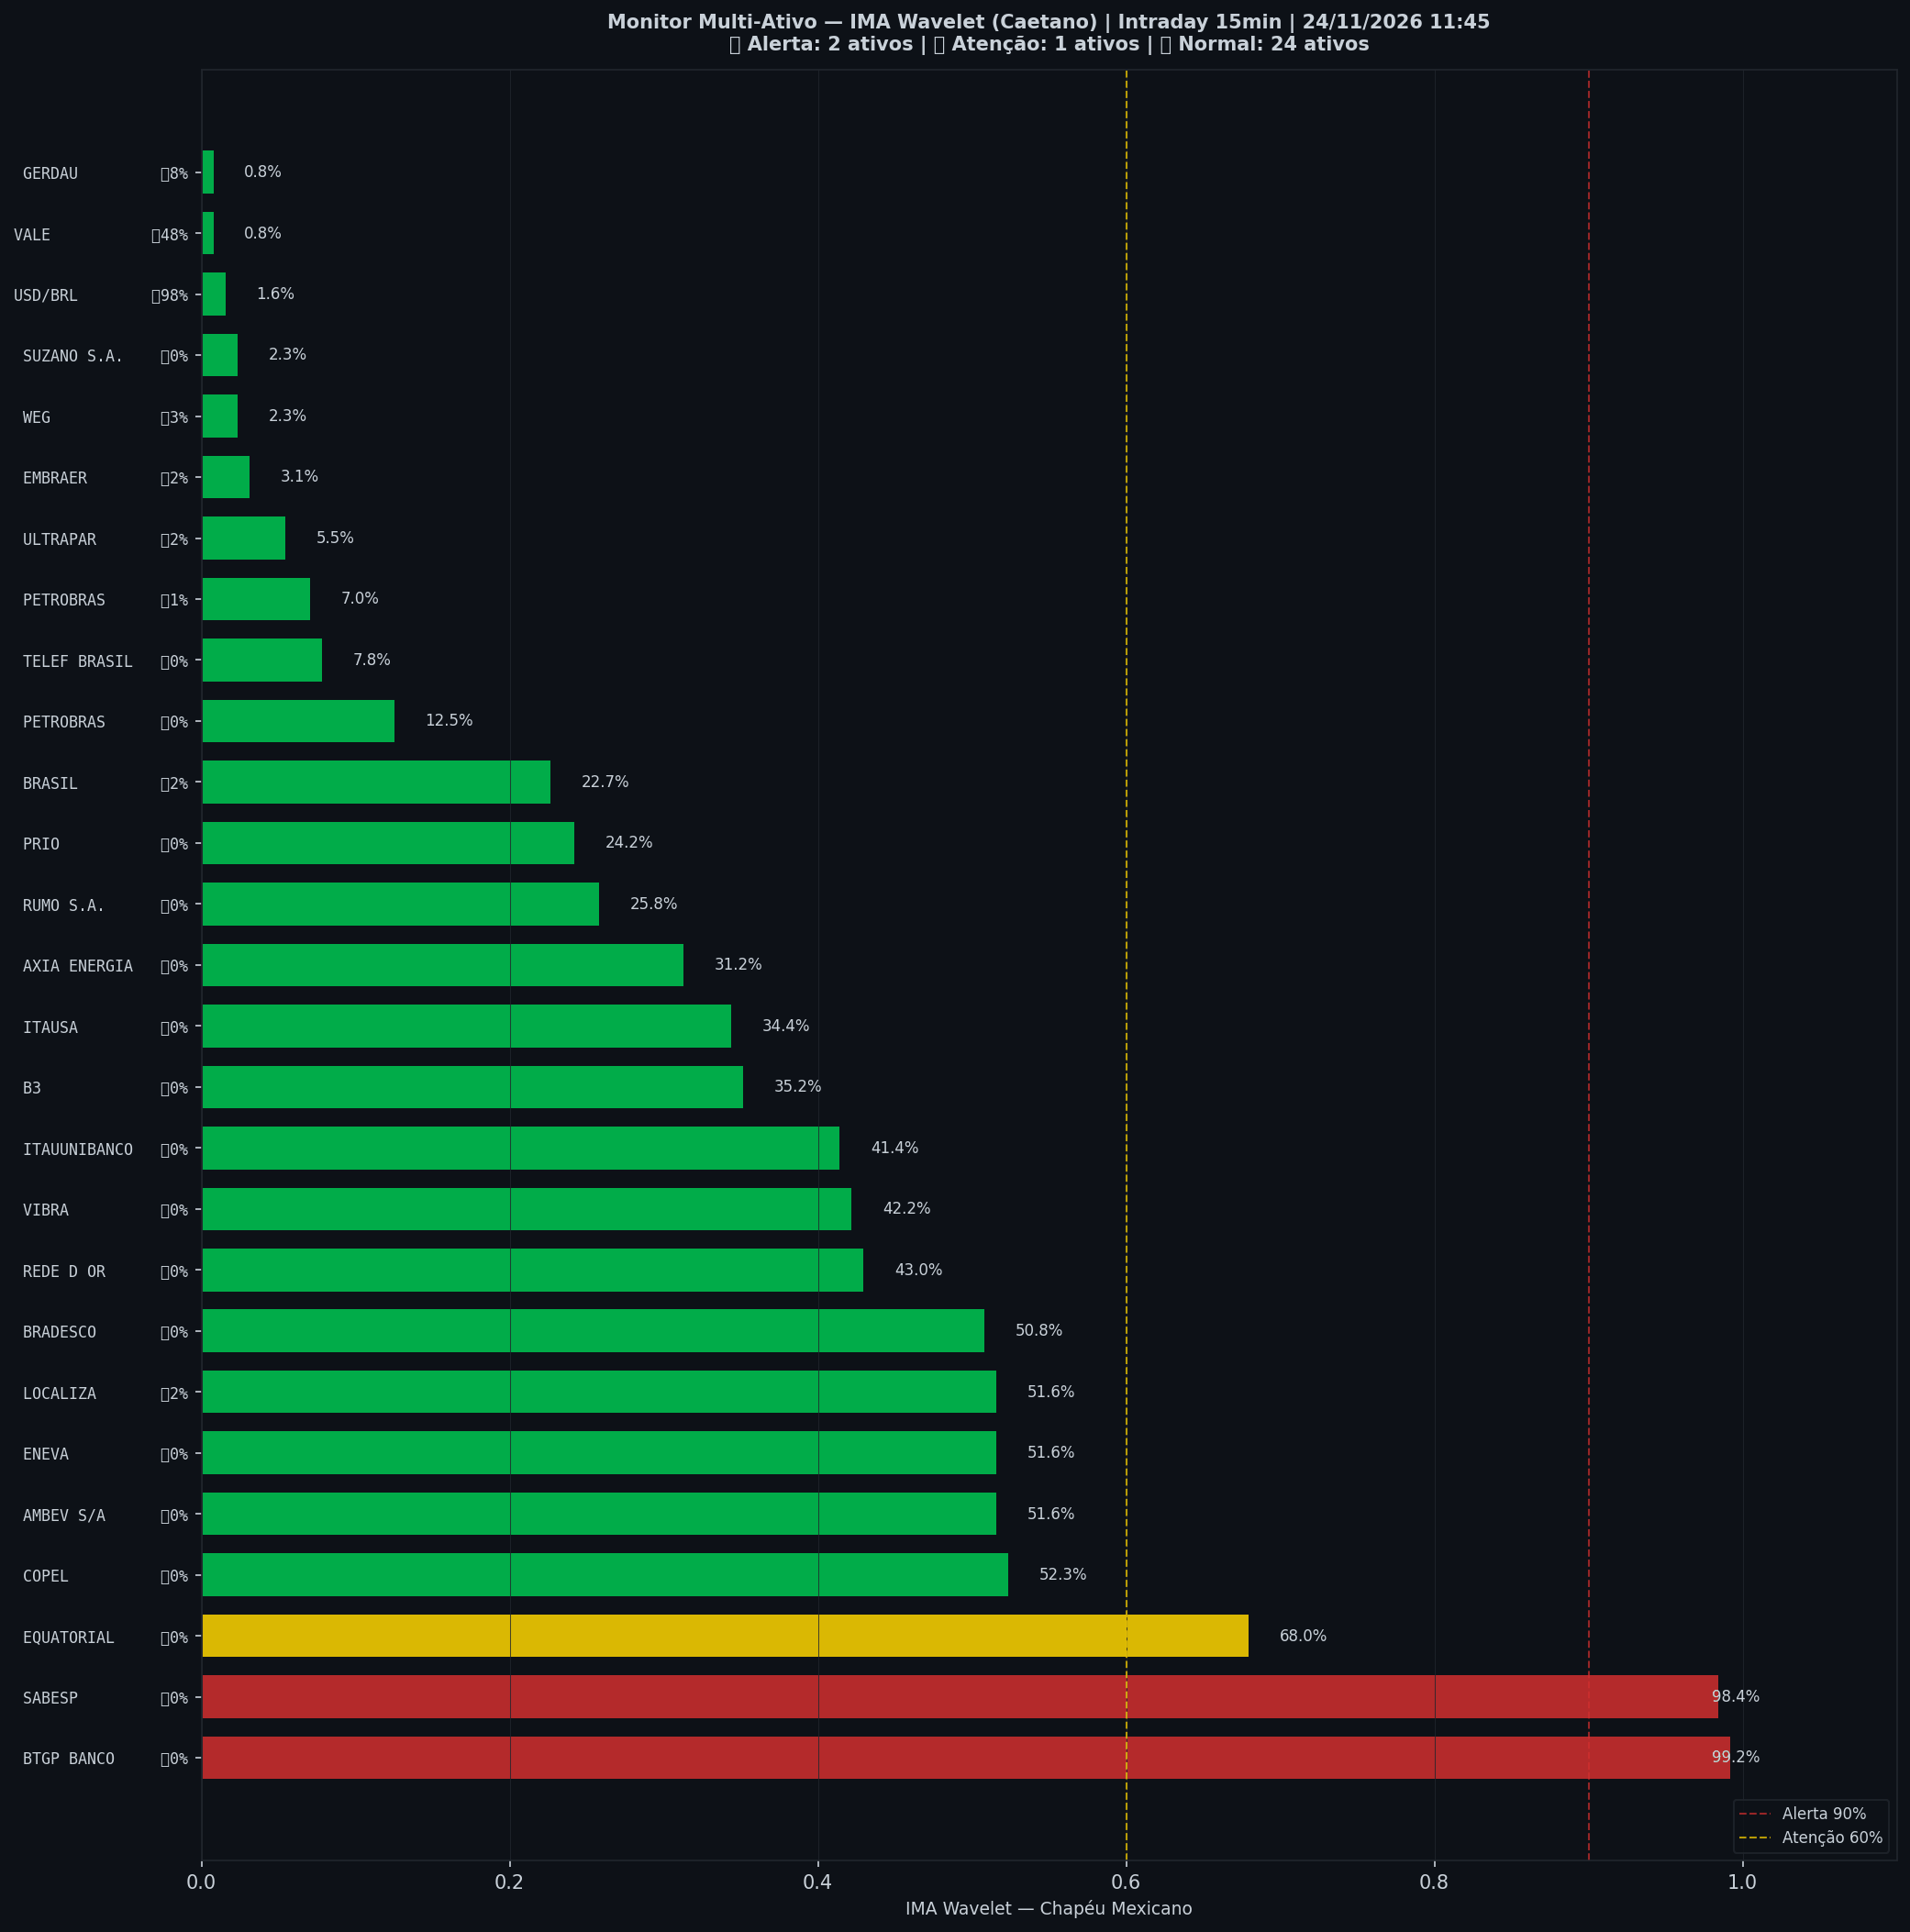 Monitor Multi-Ativo — IMA Wavelet (Caetano) | Intraday 15min | 24/11/2026 11:45
Alerta: 2 ativos | Atenção: 1 ativos | Normal: 24 ativos
GERDAU 8% 0.8%
VALE 48% 0.8%
USD/BRL 98% 1.6%
SUZANO S.A. 0% 2.3%
WEG 3% 2.3%
EMBRAER 2% 3.1%
ULTRAPAR 2% 5.5%
PETROBRAS 1% 7.0%
TELEF BRASIL 0% 7.8%
PETROBRAS 0% 12.5%
BRASIL 2% 22.7%
PRIO 0% 24.2%
RUMO S.A. 0% 25.8%
AXIA ENERGIA 0% 31.2%
ITAUSA 0% 34.4%
B3 0% 35.2%
ITAUUNIBANCO 0% 41.4%
VIBRA 0% 42.2%
REDE D OR 0% 43.0%
BRADESCO 0% 50.8%
LOCALIZA 2% 51.6%
ENEVA 0% 51.6%
AMBEV S/A 0% 51.6%
COPEL 0% 52.3%
EQUATORIAL 0% 68.0%
SABESP 0% 98.4%
BTGP BANCO 0% 99.2%
Alerta 90%
Atenção 60%
0.0 0.2 0.4 0.6 0.8 1.0
IMA Wavelet — Chapéu Mexicano